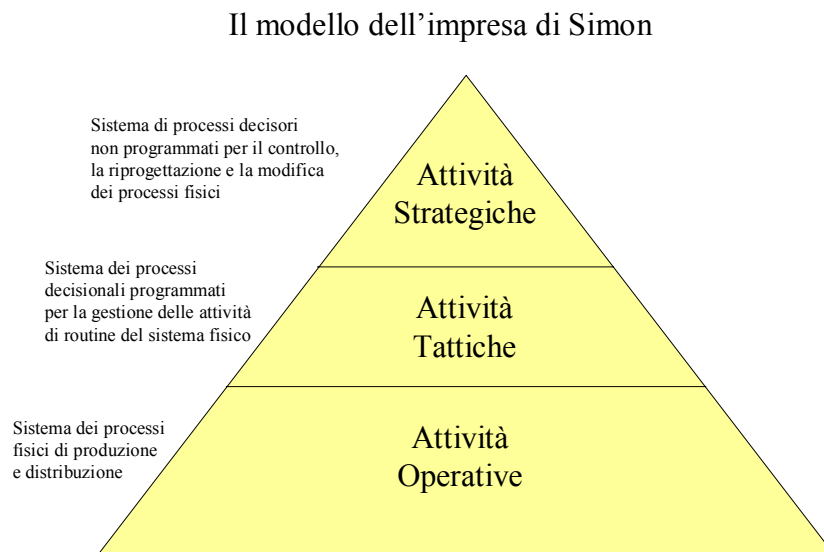 Il modello dell'impresa di Simon
Sistema di processi decisori
non programmati per il controllo,
la riprogettazione e la modifica
dei processi fisici
Attività
Strategiche
Sistema dei processi
decisionali programmati
per la gestione delle attività
di routine del sistema fisico
Attività
Tattiche
Sistema dei processi
fisici di produzione
e distribuzione
Attività
Operative